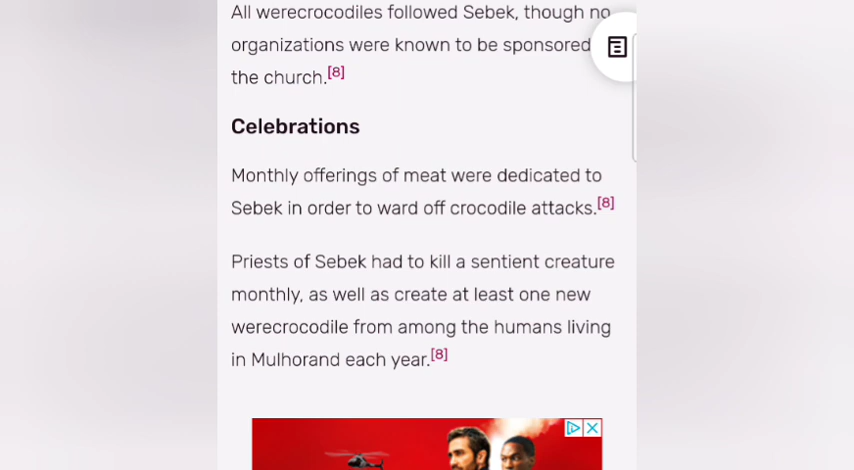 All werecrocodiles followed Sebek, though no
organizations were known to be sponsored
the church.[8]
Celebrations
Monthly offerings of meat were dedicated to
Sebek in order to ward off crocodile attacks.[8]
Priests of Sebek had to kill a sentient creature
monthly, as well as create at least one new
werecrocodile from among the humans living
in Mulhorand each year.[8]